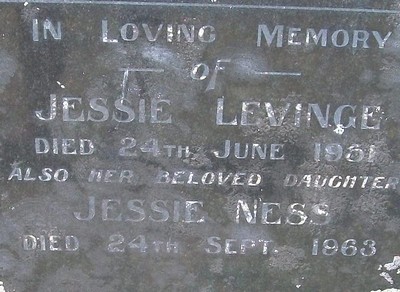 IN LOVING MEMORY
OF
JESSIE LEVINGE
DIED 24TH JUNE 1961
ALSO HER BELOVED DAUGHTER
JESSIE NESS
DIED 24TH SEPT. 1963